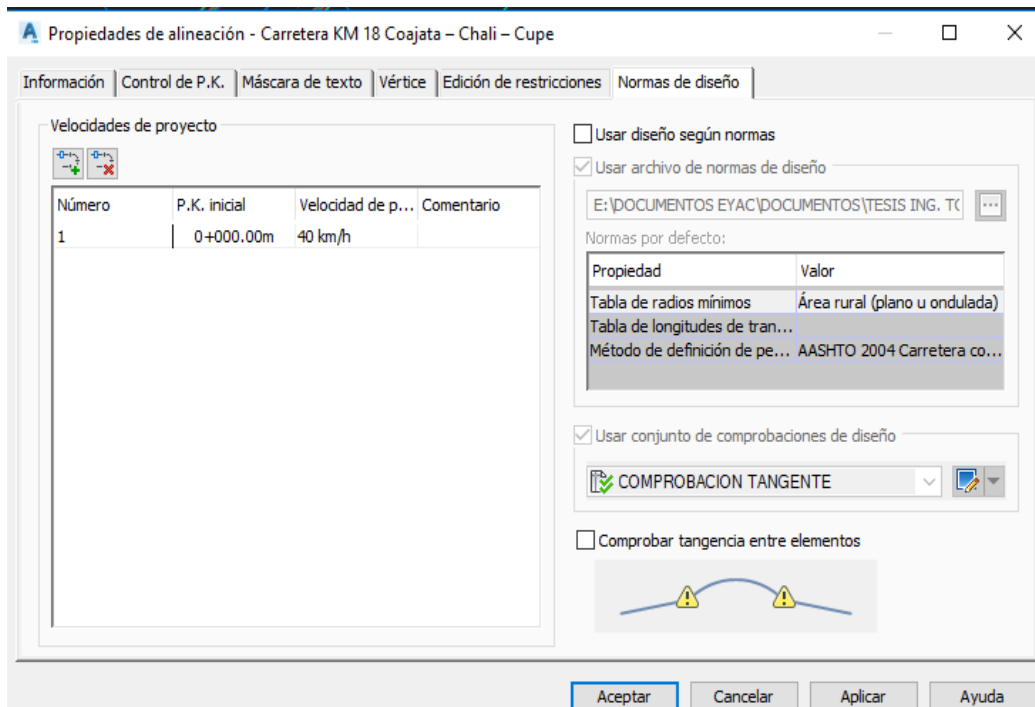 Propiedades de alineación - Carretera KM 18 Coajata – Chali – Cupe
Información Control de P.K. Máscara de texto Vértice Edición de restricciones Normas de diseño
Velocidades de proyecto
Número P.K. inicial Velocidad de p... Comentario
1 0+000.00m 40 km/h
Usar diseño según normas
Usar archivo de normas de diseño
E:\DOCUMENTOS EYAC\DOCUMENTOS\TESIS ING. TO
...
Normas por defecto:
Propiedad Valor
Tabla de radios mínimos Área rural (plano u ondulada)
Tabla de longitudes de tran...
Método de definición de pe... AASHTO 2004 Carretera co...
Usar conjunto de comprobaciones de diseño
COMPROBACION TANGENTE
Comprobar tangencia entre elementos
Aceptar Cancelar Aplicar Ayuda